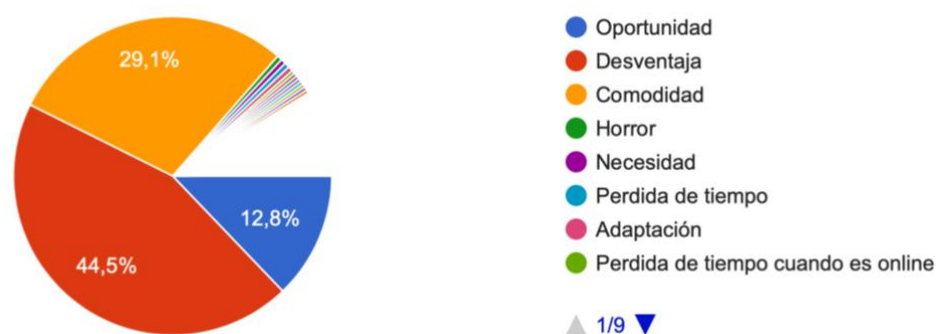 29,1%
12,8%
44,5%
Oportunidad
Desventaja
Comodidad
Horror
Necesidad
Perdida de tiempo
Adaptación
Perdida de tiempo cuando es online
1/9